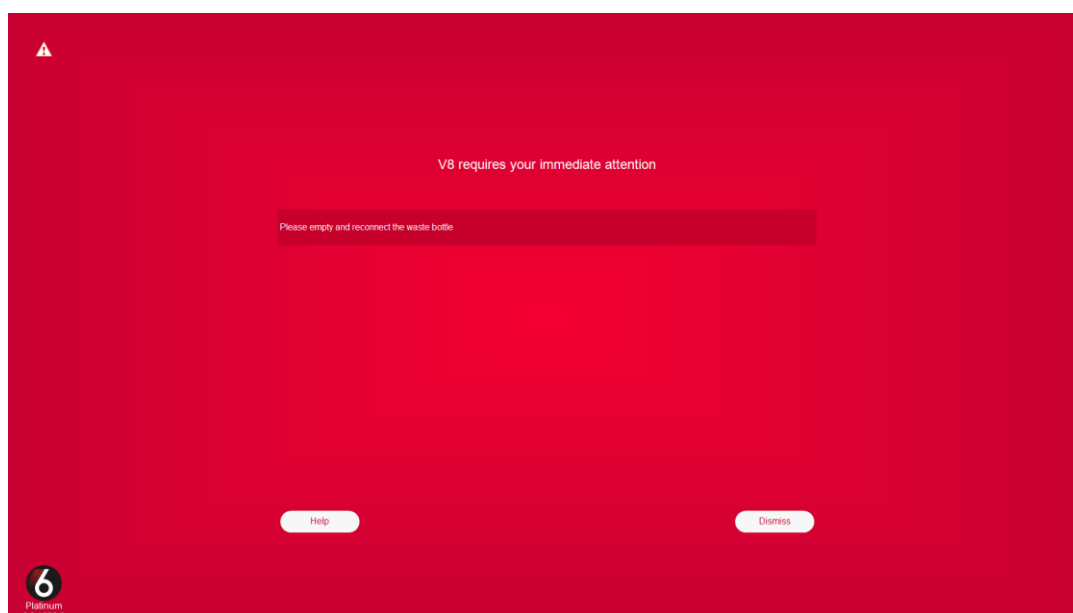 V8 requires your immediate attention
Please empty and reconnect the waste bottle
Help
Dismiss
6
Platinum